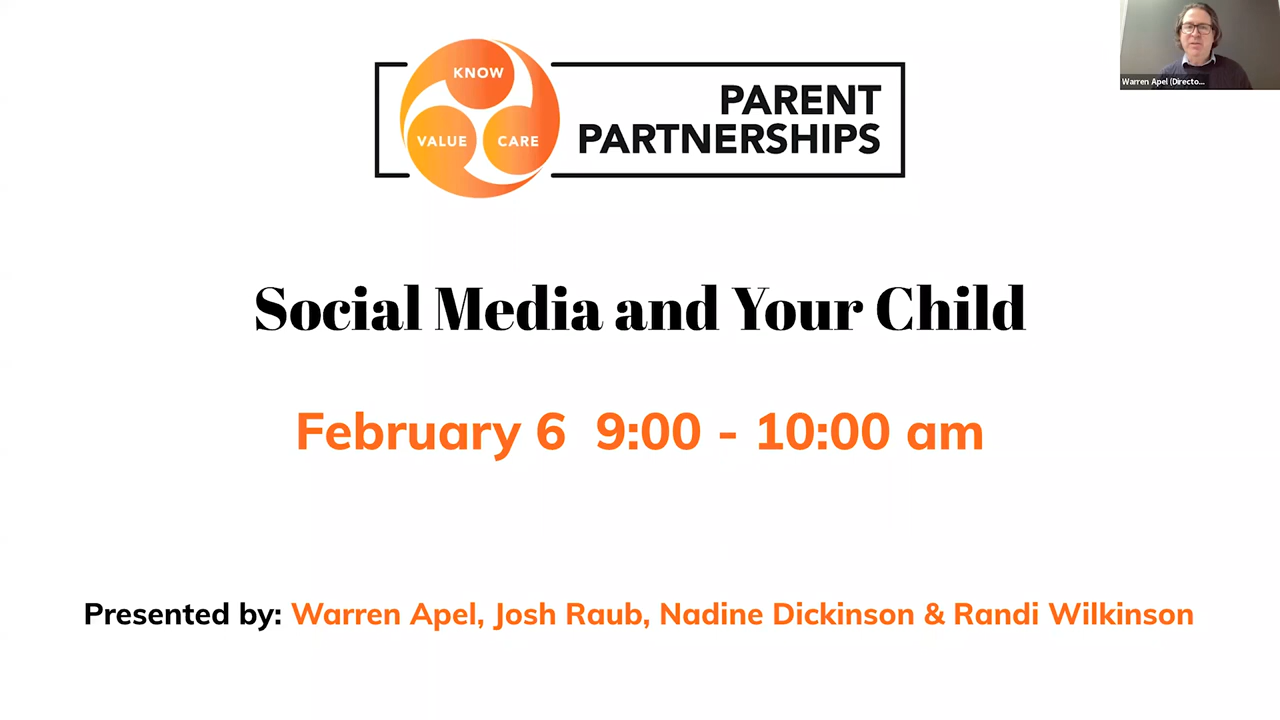 KNOW
VALUE
CARE
PARENT
PARTNERSHIPS
Warren Apel (Directo...
Social Media and Your Child
February 6 9:00 - 10:00 am
Presented by: Warren Apel, Josh Raub, Nadine Dickinson & Randi Wilkinson